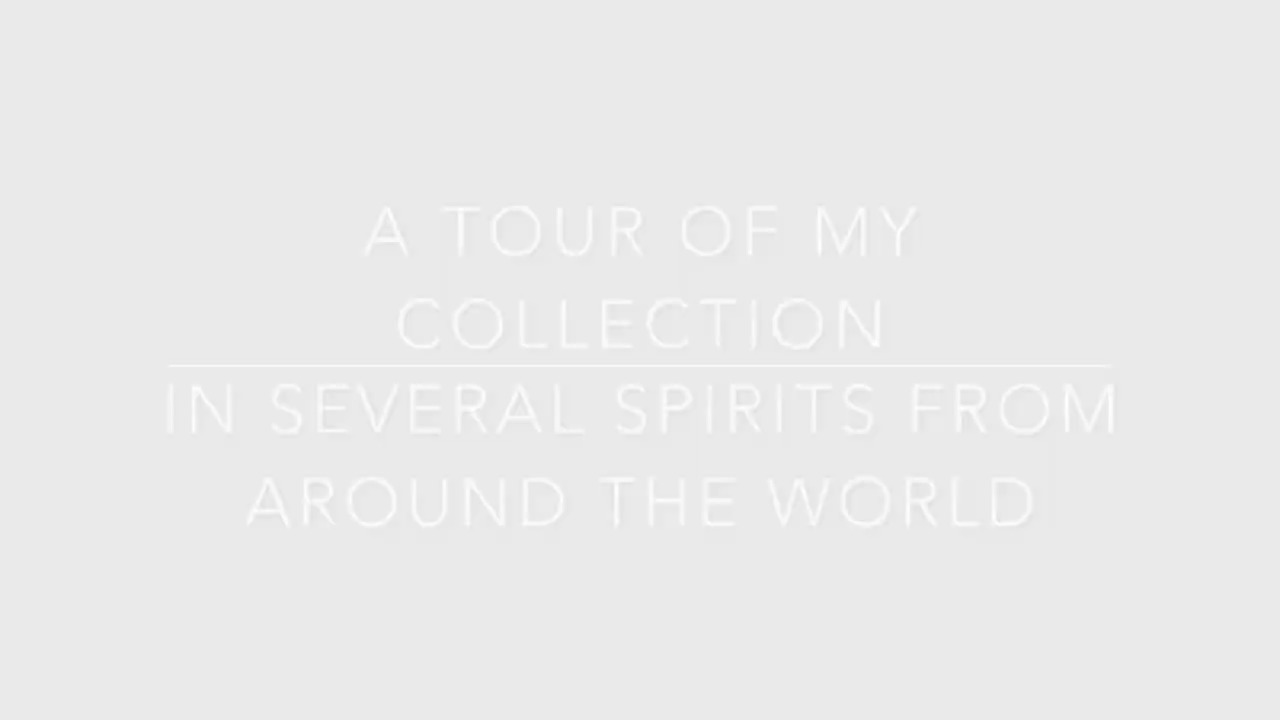 A TOUR OF MY
COLLECTION
IN SEVERAL SPIRITS FROM
AROUND THE WORLD